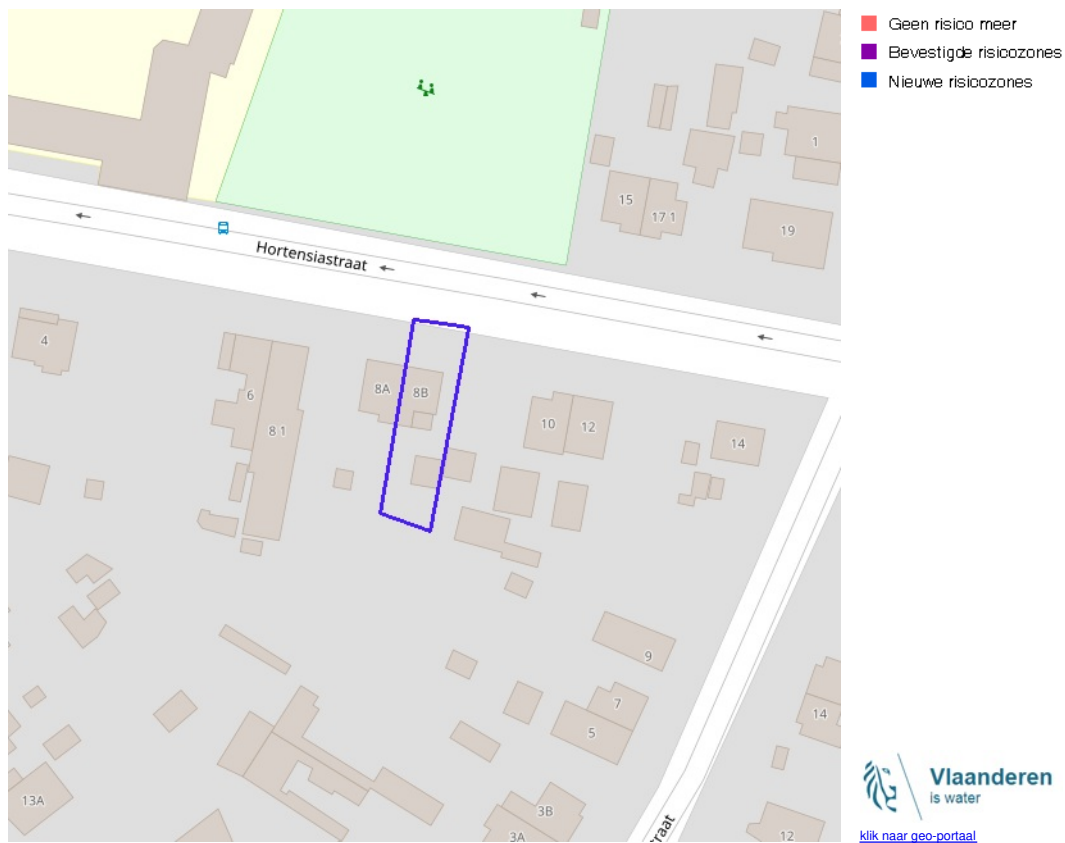 Geen risico meer
Bevestigde risicozones
Nieuwe risicozones
1
15
17 1
19
Hortensiastraat
4
6
8 1
8A
8B
10
12
14
9
7
5
14
13A
3B
3A
12
raat
Vlaanderen
is water
klik naar geo-portaal